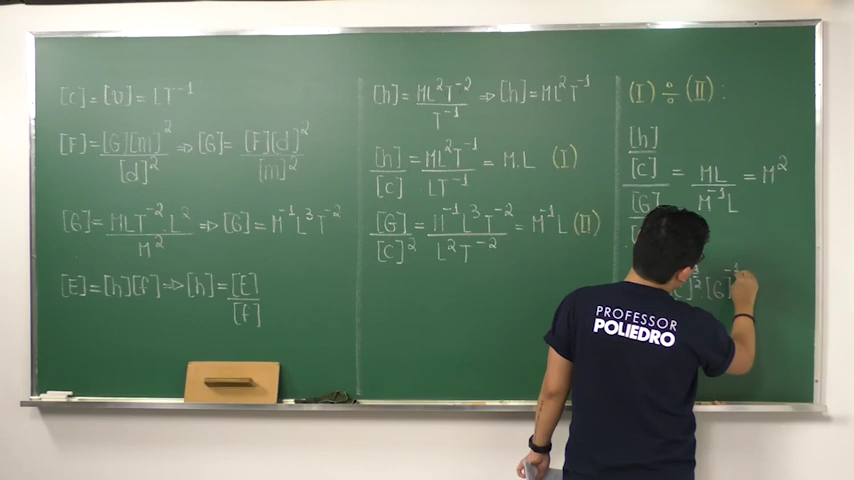 [c] = [v] = LT⁻¹
[F] = [G][m]² / [d]² ⇒ [G] = [F][d]² / [m]²
[G] = MLT⁻² · L² / M² ⇒ [G] = M⁻¹L³T⁻²
[E] = [h][f] ⇒ [h] = [E] / [f]
[h] = ML²T⁻² / T⁻¹ ⇒ [h] = ML²T⁻¹
[h] / [c] = ML²T⁻¹ / LT⁻¹ = M.L (I)
[G] / [c]² = M⁻¹L³T⁻² / L²T⁻² = M⁻¹L (II)
(I) ÷ (II) :
[h]
[c] = ML / M⁻¹L = M²
[G]
[G]
PROFESSOR
POLIEDRO